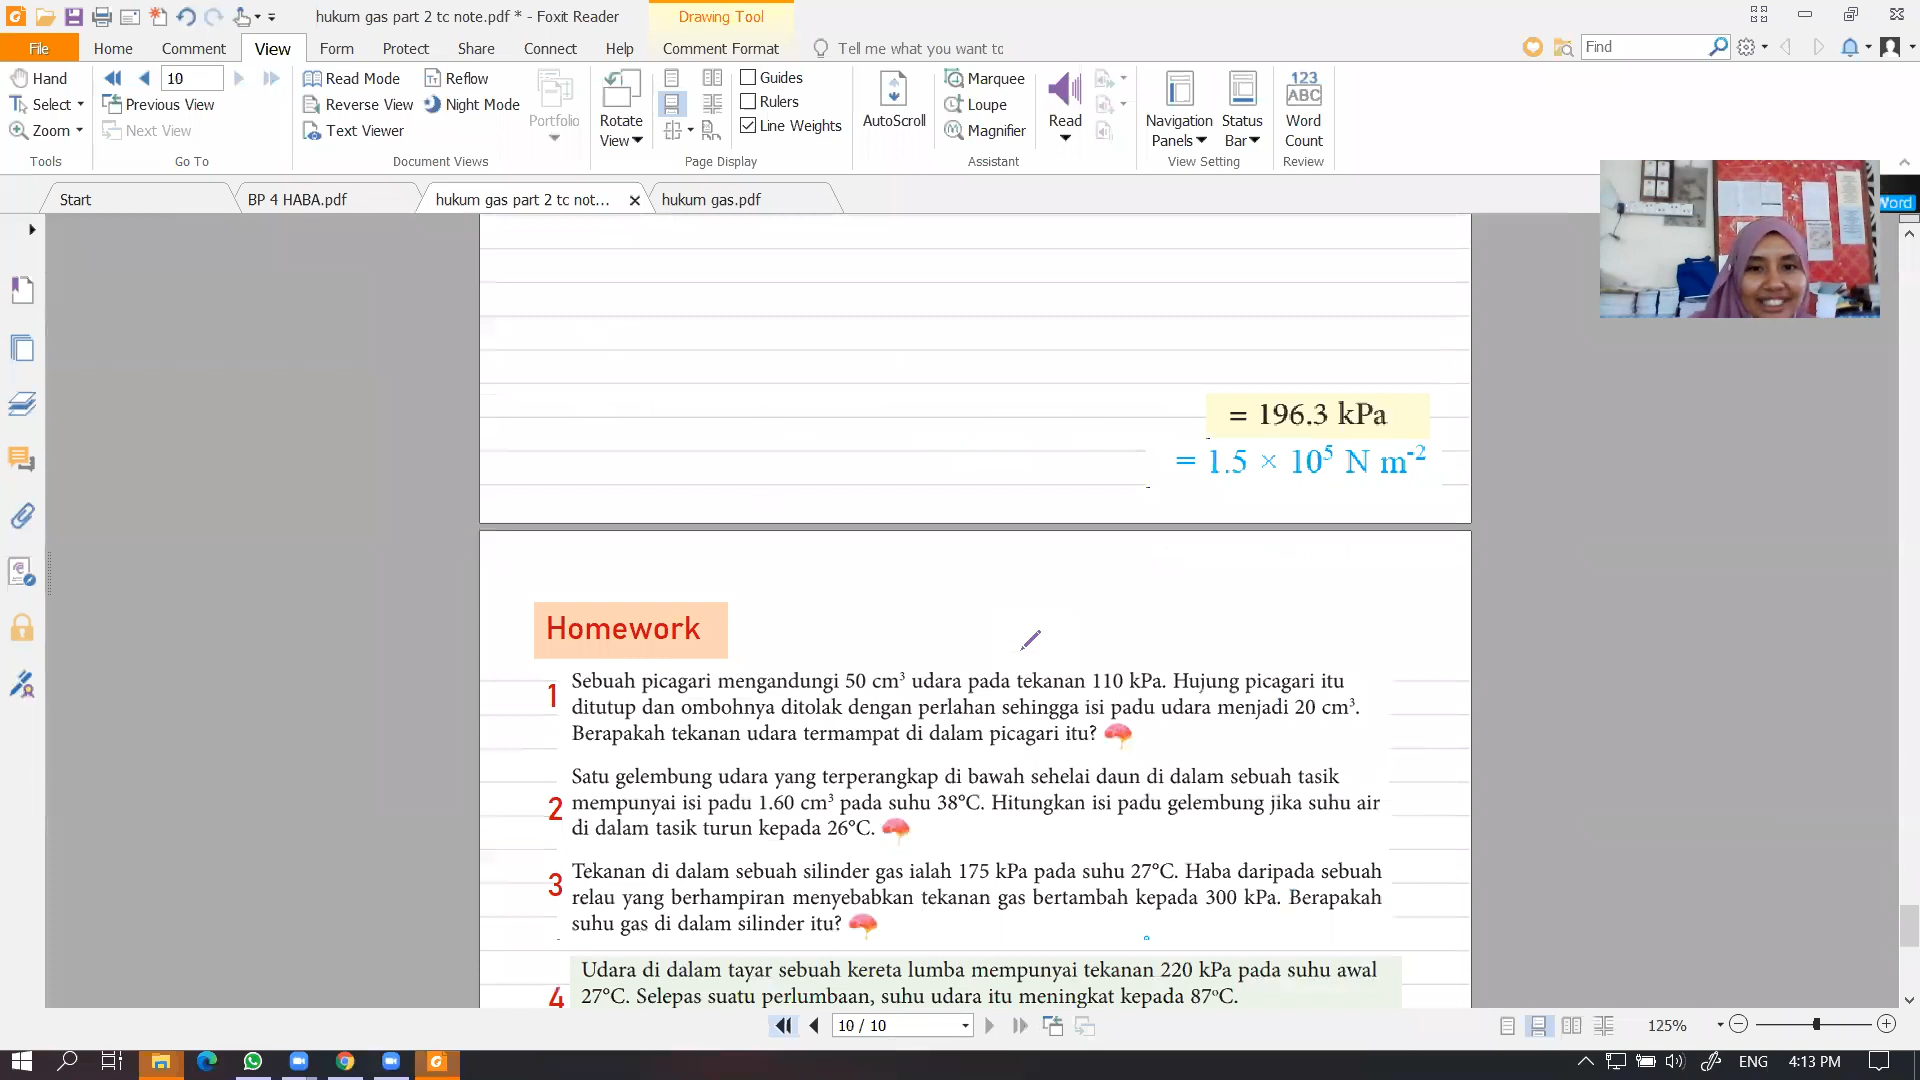 hukum gas part 2 tc note.pdf * - Foxit Reader
Drawing Tool
File
Home
Comment
View
Form
Protect
Share
Connect
Help
Comment Format
Tell me what you want to
Find
Hand
10
Read Mode
Reflow
Guides
Marquee
Select
Previous View
Reverse View
Night Mode
Portfolio
Rotate
View
Rulers
AutoScroll
Loupe
Read
Navigation
Panels
Status
Bar
123
ABC
Word
Count
Zoom
Next View
Text Viewer
Line Weights
Magnifier
Tools
Go To
Document Views
Page Display
Assistant
View Setting
Review
Start
BP 4 HABA.pdf
hukum gas part 2 tc not...
hukum gas.pdf
Word
= 196.3 kPa
= 1.5 × 10⁵ N m⁻²
Homework
1
Sebuah picagari mengandungi 50 cm³ udara pada tekanan 110 kPa. Hujung picagari itu
ditutup dan ombohnya ditolak dengan perlahan sehingga isi padu udara menjadi 20 cm³.
Berapakah tekanan udara termampat di dalam picagari itu?
2
Satu gelembung udara yang terperangkap di bawah sehelai daun di dalam sebuah tasik
mempunyai isi padu 1.60 cm³ pada suhu 38°C. Hitungkan isi padu gelembung jika suhu air
di dalam tasik turun kepada 26°C.
3
Tekanan di dalam sebuah silinder gas ialah 175 kPa pada suhu 27°C. Haba daripada sebuah
relau yang berhampiran menyebabkan tekanan gas bertambah kepada 300 kPa. Berapakah
suhu gas di dalam silinder itu?
4
Udara di dalam tayar sebuah kereta lumba mempunyai tekanan 220 kPa pada suhu awal
27°C. Selepas suatu perlumbaan, suhu udara itu meningkat kepada 87°C.
10 / 10
125%
ENG
4:13 PM